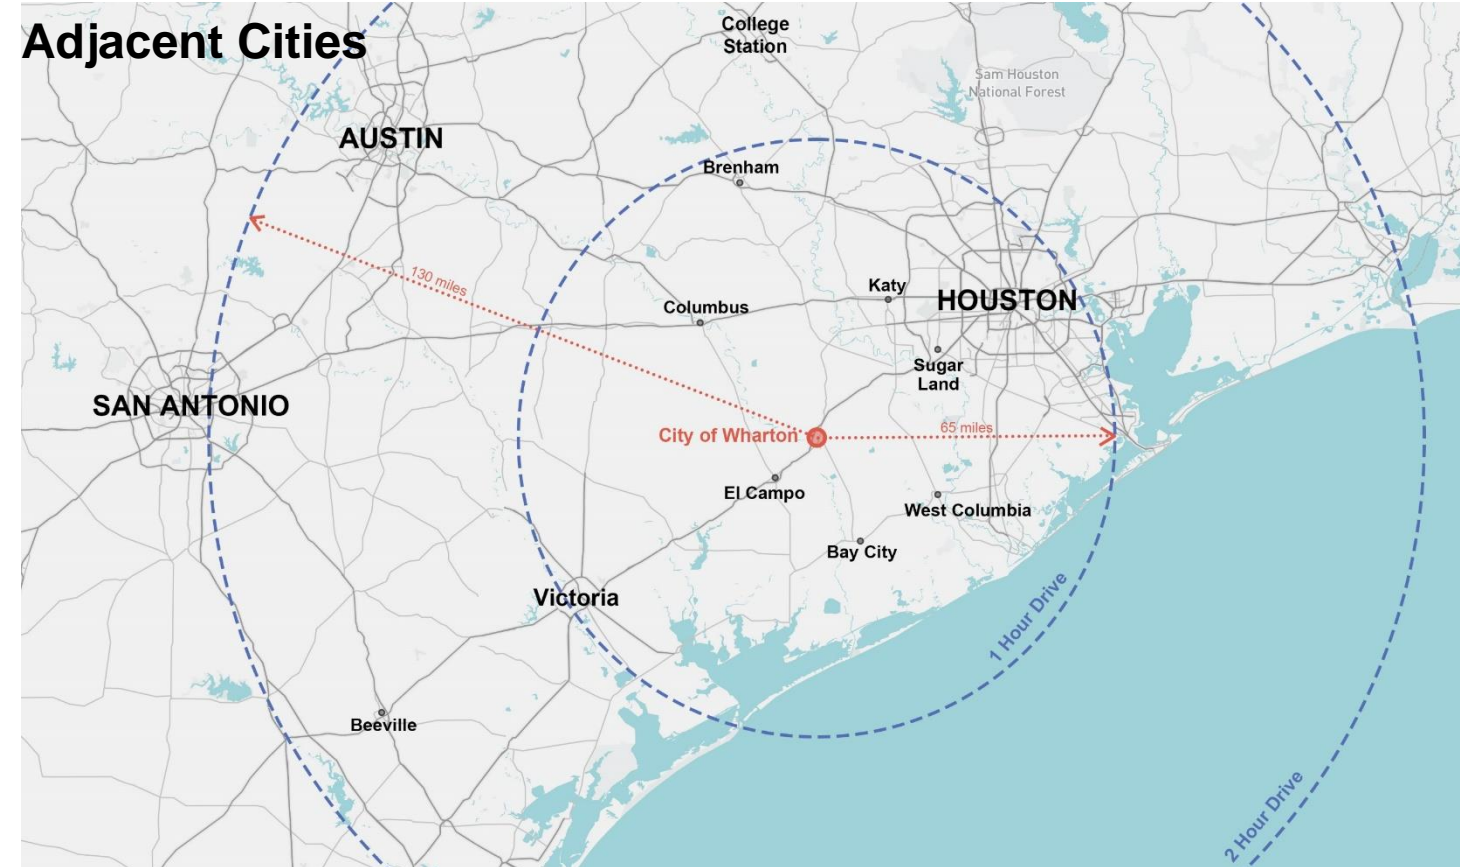 Adjacent Cities
College
Station
Sam Houston
National Forest
AUSTIN
Brenham
130 miles
Katy
HOUSTON
Columbus
Sugar
Land
SAN ANTONIO
City of Wharton
65 miles
El Campo
West Columbia
Bay City
Victoria
1 Hour Drive
Beeville
2 Hour Drive